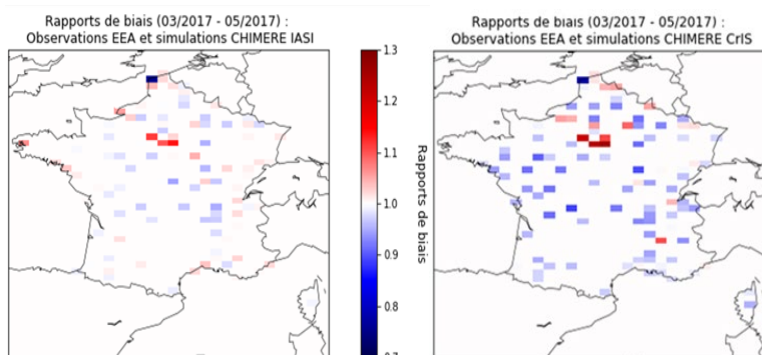 Rapports de biais (03/2017 - 05/2017) :
Observations EEA et simulations CHIMERE IASI
Rapports de biais (03/2017 - 05/2017) :
Observations EEA et simulations CHIMERE CrIS
1.3
1.2
1.1
1.0
0.9
0.8
0.7
Rapports de biais